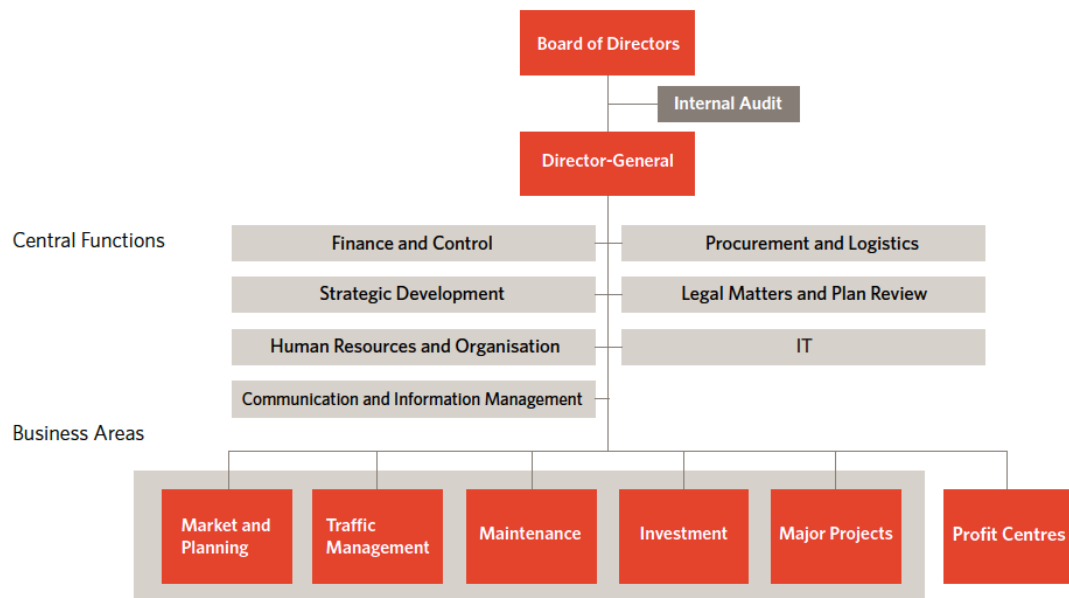 Board of Directors
Internal Audit
Director-General
Central Functions
Finance and Control
Procurement and Logistics
Strategic Development
Legal Matters and Plan Review
Human Resources and Organisation
IT
Communication and Information Management
Business Areas
Market and
Planning
Traffic
Management
Maintenance
Investment
Major Projects
Profit Centres